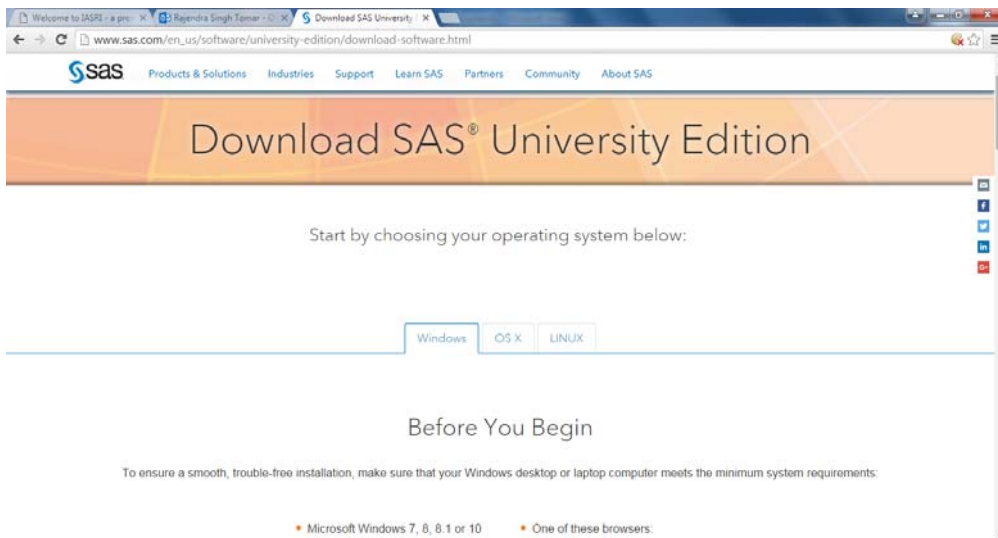 Welcome to IASRI - a pre
Rajendra Singh Tomar - O
Download SAS University
www.sas.com/en_us/software/university-edition/download-software.html
sas
Products & Solutions Industries Support Learn SAS Partners Community About SAS
Download SAS® University Edition
Start by choosing your operating system below:
Windows OS X LINUX
Before You Begin
To ensure a smooth, trouble-free installation, make sure that your Windows desktop or laptop computer meets the minimum system requirements:
• Microsoft Windows 7, 8, 8.1 or 10
• One of these browsers: